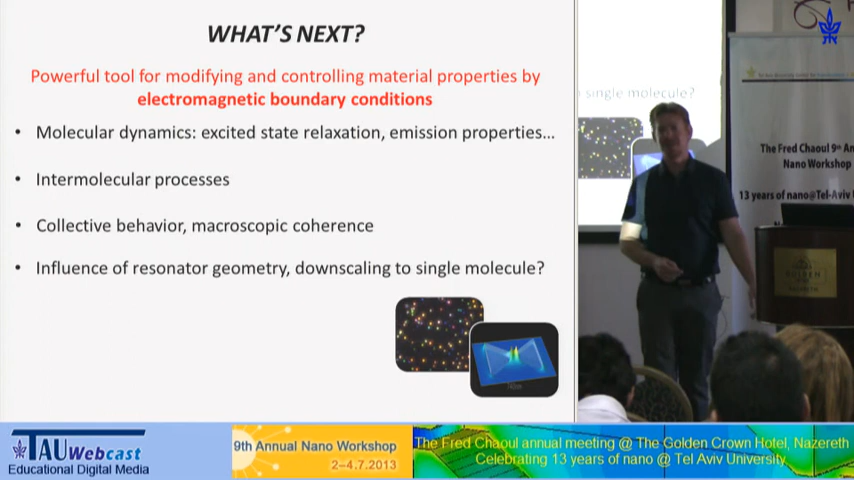 WHAT'S NEXT?
Powerful tool for modifying and controlling material properties by
electromagnetic boundary conditions
• Molecular dynamics: excited state relaxation, emission properties...
• Intermolecular processes
• Collective behavior, macroscopic coherence
• Influence of resonator geometry, downscaling to single molecule?
single molecule?
The Fred Chaoul 9th An
Nano Workshop
13 years of nano@Tel-Aviv
GOLDEN
TAU Webcast
Educational Digital Media
9th Annual Nano Workshop
2-4.7.2013
The Fred Chaoul annual meeting @ The Golden Crown Hotel, Nazereth
Celebrating 13 years of nano @ Tel Aviv University